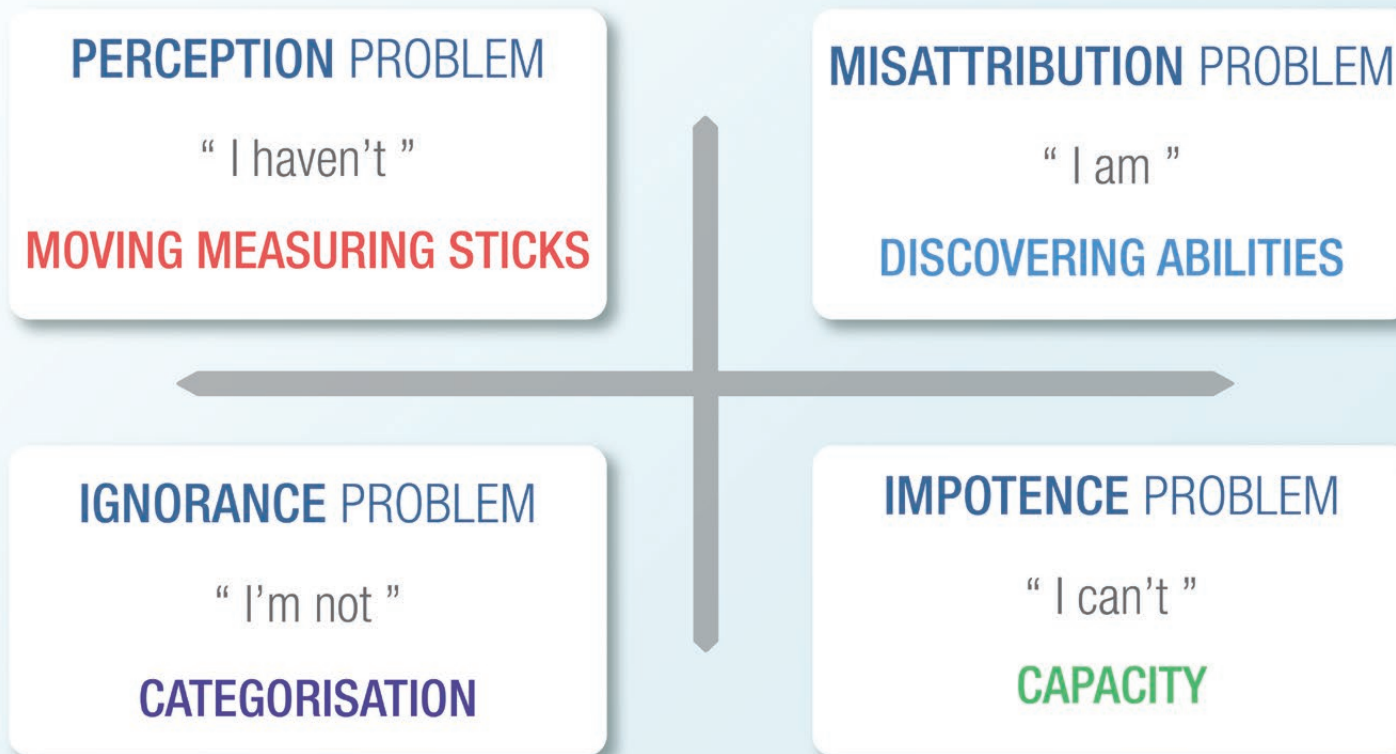 PERCEPTION PROBLEM
“ I haven’t ”
MOVING MEASURING STICKS
MISATTRIBUTION PROBLEM
“ I am ”
DISCOVERING ABILITIES
IGNORANCE PROBLEM
“ I’m not ”
CATEGORISATION
IMPOTENCE PROBLEM
“ I can’t ”
CAPACITY